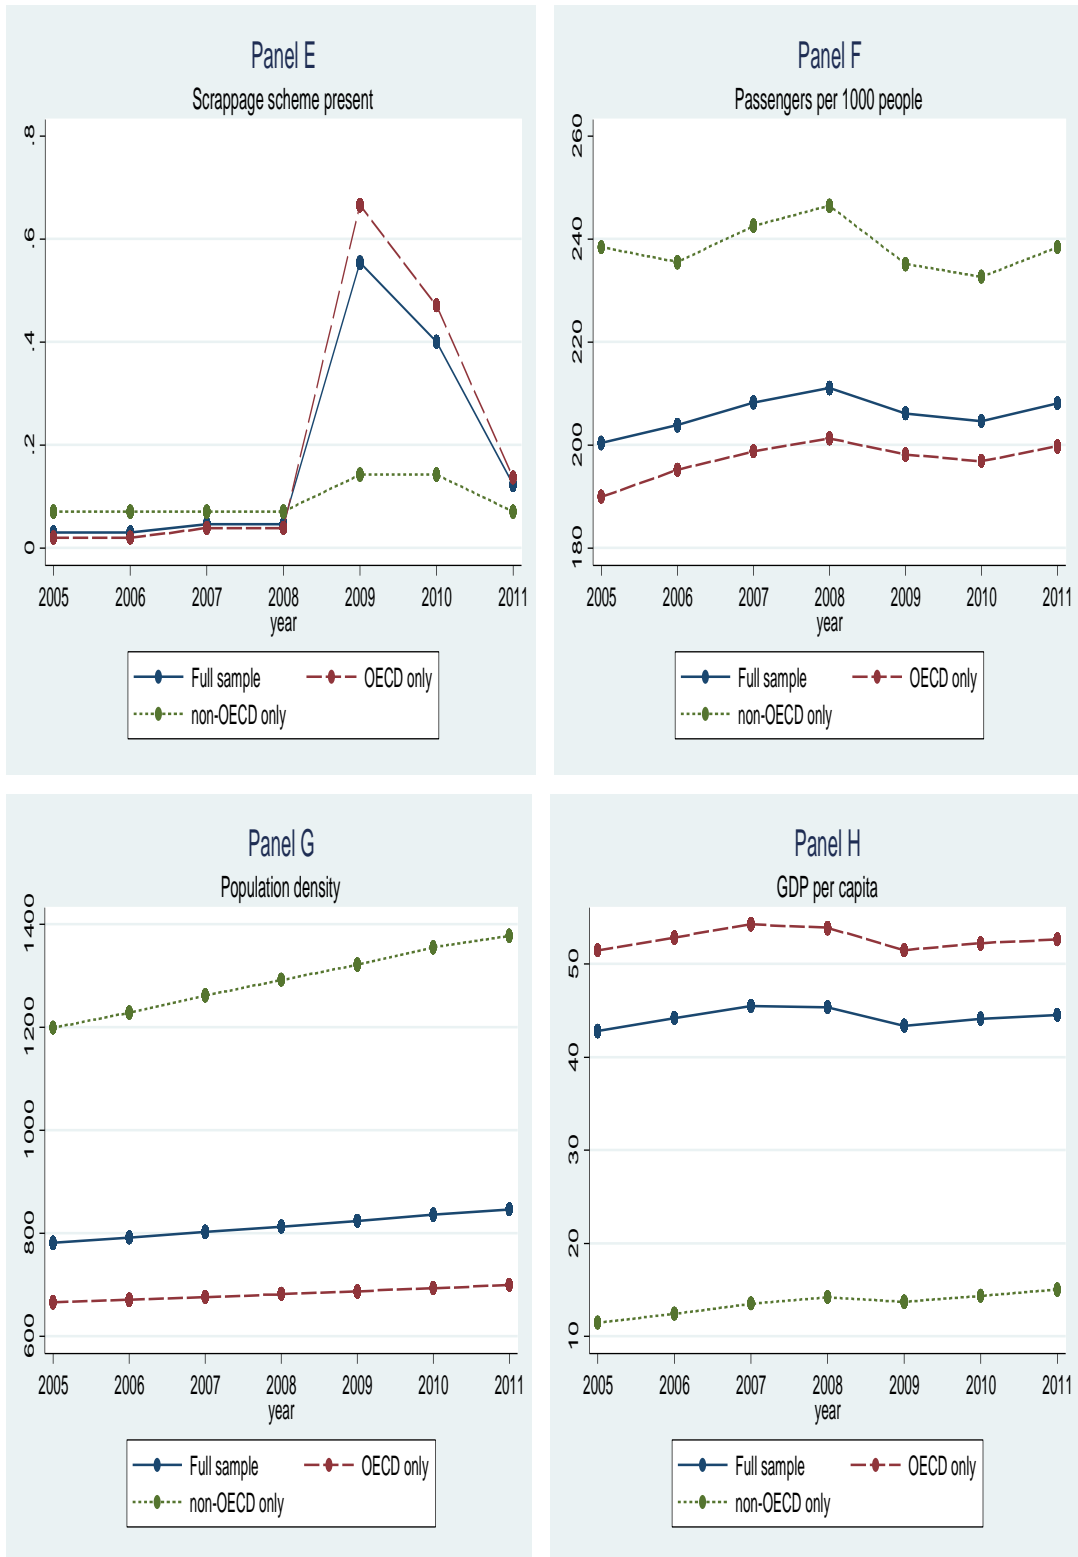 Panel E
Scrappage scheme present
.8
.6
.4
.2
0
2005 2006 2007 2008 2009 2010 2011
year
Full sample OECD only
non-OECD only
Panel F
Passengers per 1000 people
260
240
220
200
180
2005 2006 2007 2008 2009 2010 2011
year
Full sample OECD only
non-OECD only
Panel G
Population density
1400
1200
1000
800
600
2005 2006 2007 2008 2009 2010 2011
year
Full sample OECD only
non-OECD only
Panel H
GDP per capita
50
40
30
20
10
2005 2006 2007 2008 2009 2010 2011
year
Full sample OECD only
non-OECD only